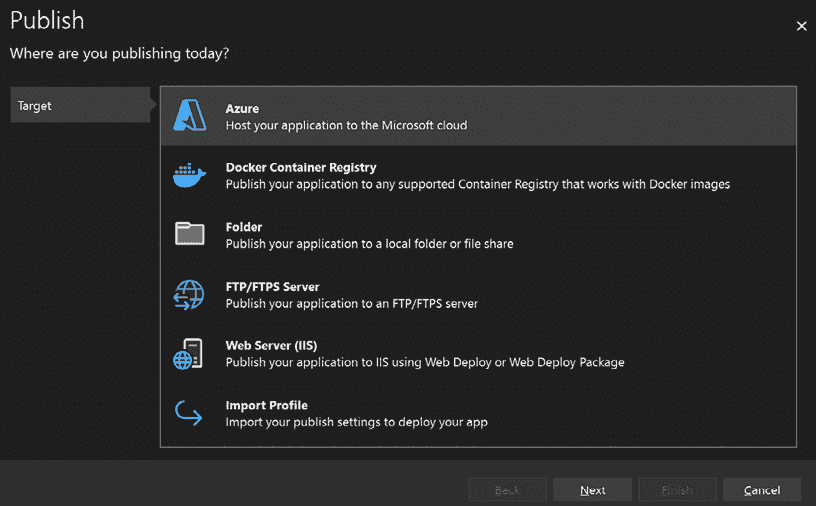 Publish
Where are you publishing today?
Target
Azure
Host your application to the Microsoft cloud
Docker Container Registry
Publish your application to any supported Container Registry that works with Docker images
Folder
Publish your application to a local folder or file share
FTP/FTPS Server
Publish your application to an FTP/FTPS server
Web Server (IIS)
Publish your application to IIS using Web Deploy or Web Deploy Package
Import Profile
Import your publish settings to deploy your app
Back Next Finish Cancel